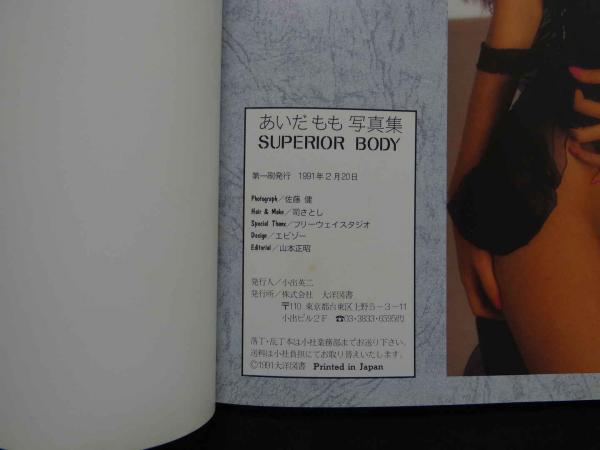 あいだもも 写真集
SUPERIOR BODY
第一刷発行 1991年2月20日
Photograph／佐藤 健
Hair & Make／司さとし
Special Thanx／フリーウェイスタジオ
Design／エビゾー
Editorial／山本正昭
発行人／小出英二
発行所／株式会社 大洋図書
〒110 東京都台東区上野5－3－11
小出ビル2F ☎03・3833・6595㈹
落丁・乱丁本は小社業務部までお送り下さい。
送料は小社負担にてお取り替えいたします。
©1991大洋図書 Printed in Japan